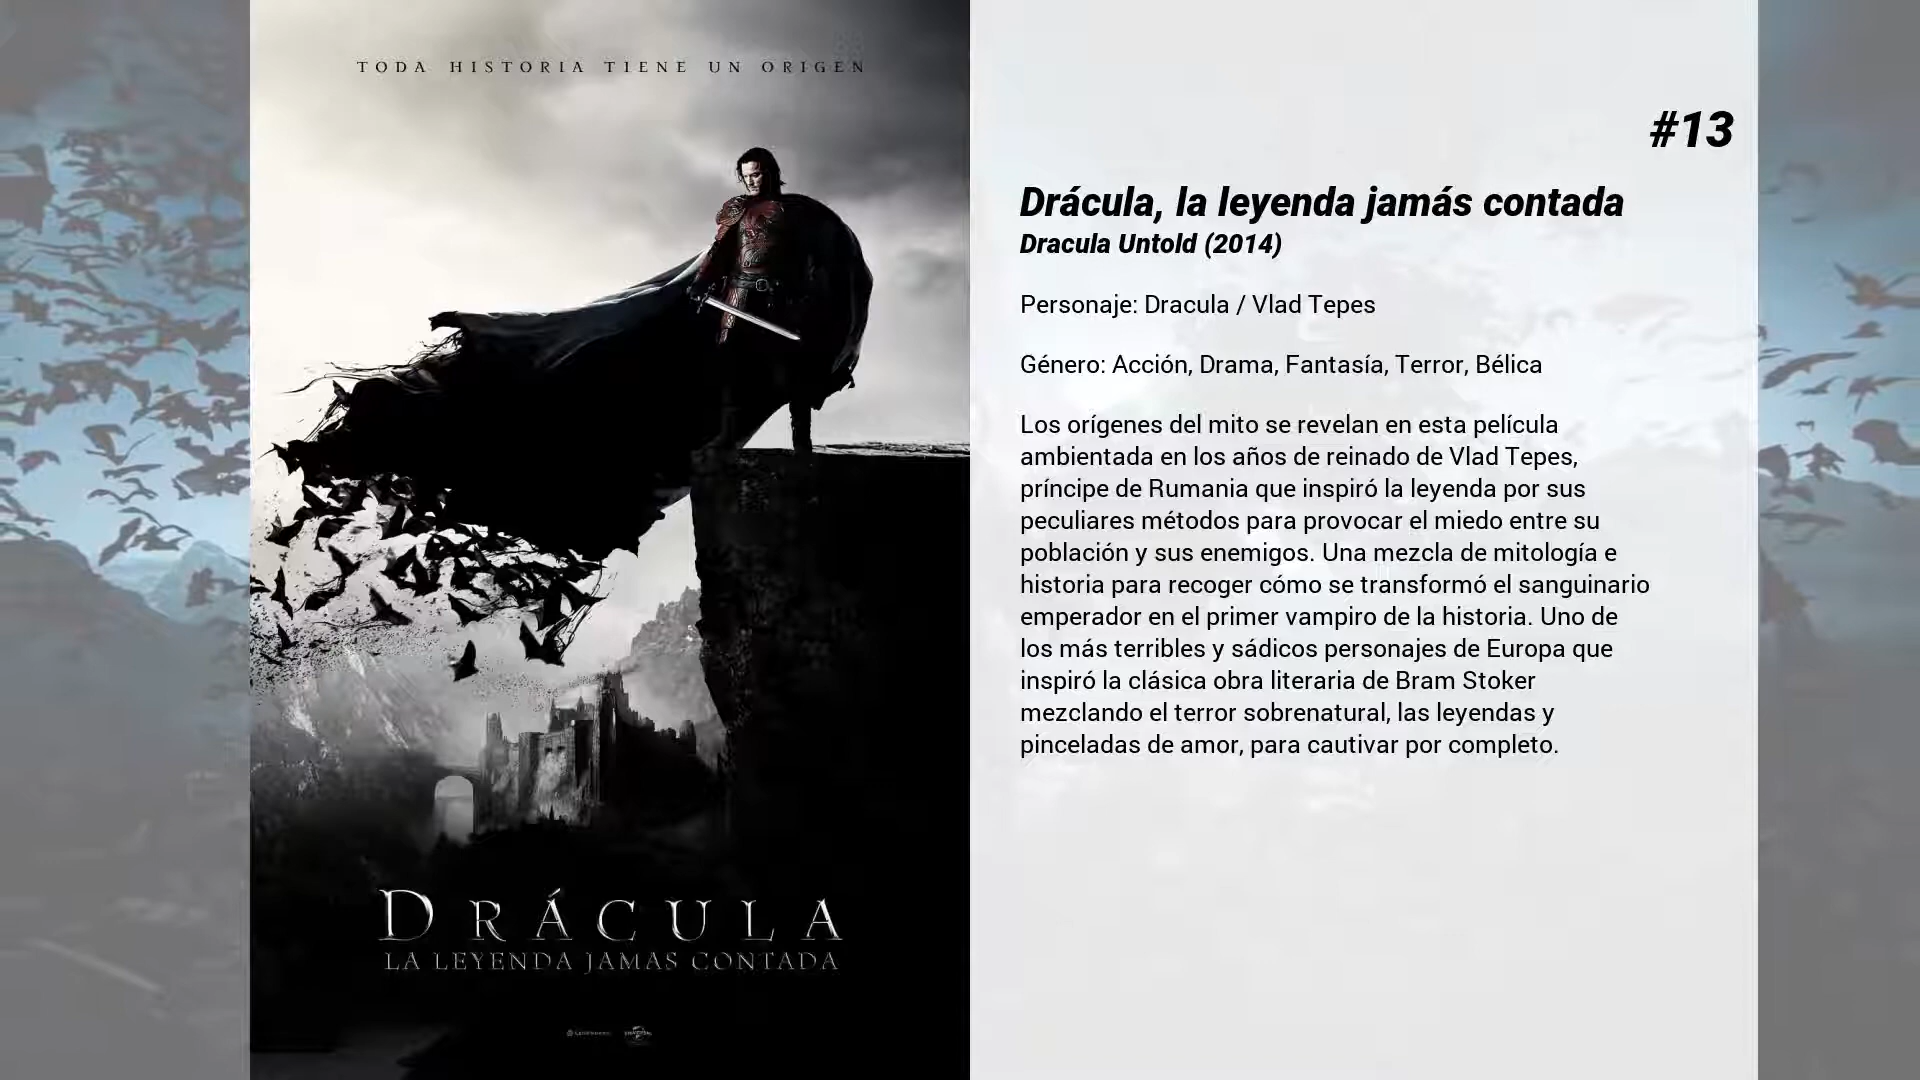 TODA HISTORIA TIENE UN ORIGEN
DRÁCULA
LA LEYENDA JAMAS CONTADA
#13
Drácula, la leyenda jamás contada
Dracula Untold (2014)
Personaje: Dracula / Vlad Tepes
Género: Acción, Drama, Fantasía, Terror, Bélica
Los orígenes del mito se revelan en esta película
ambientada en los años de reinado de Vlad Tepes,
príncipe de Rumania que inspiró la leyenda por sus
peculiares métodos para provocar el miedo entre su
población y sus enemigos. Una mezcla de mitología e
historia para recoger cómo se transformó el sanguinario
emperador en el primer vampiro de la historia. Uno de
los más terribles y sádicos personajes de Europa que
inspiró la clásica obra literaria de Bram Stoker
mezclando el terror sobrenatural, las leyendas y
pinceladas de amor, para cautivar por completo.